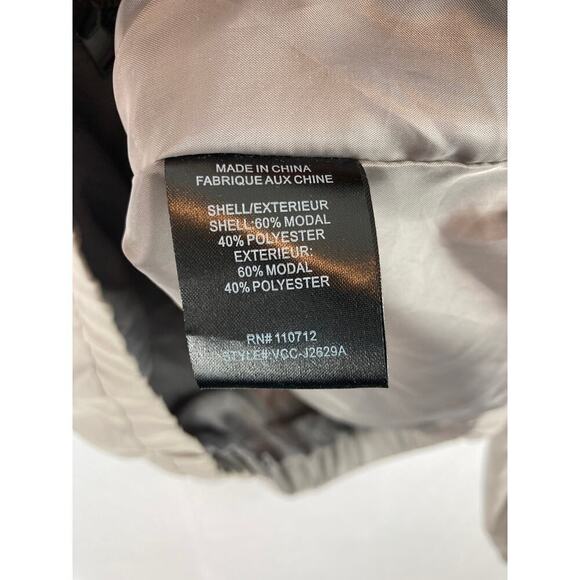 MADE IN CHINA
FABRIQUE AUX CHINE
SHELL/EXTERIEUR
SHELL:60% MODAL
40% POLYESTER
EXTERIEUR:
60% MODAL
40% POLYESTER
RN# 110712
STYLE#:VCC-J2629A